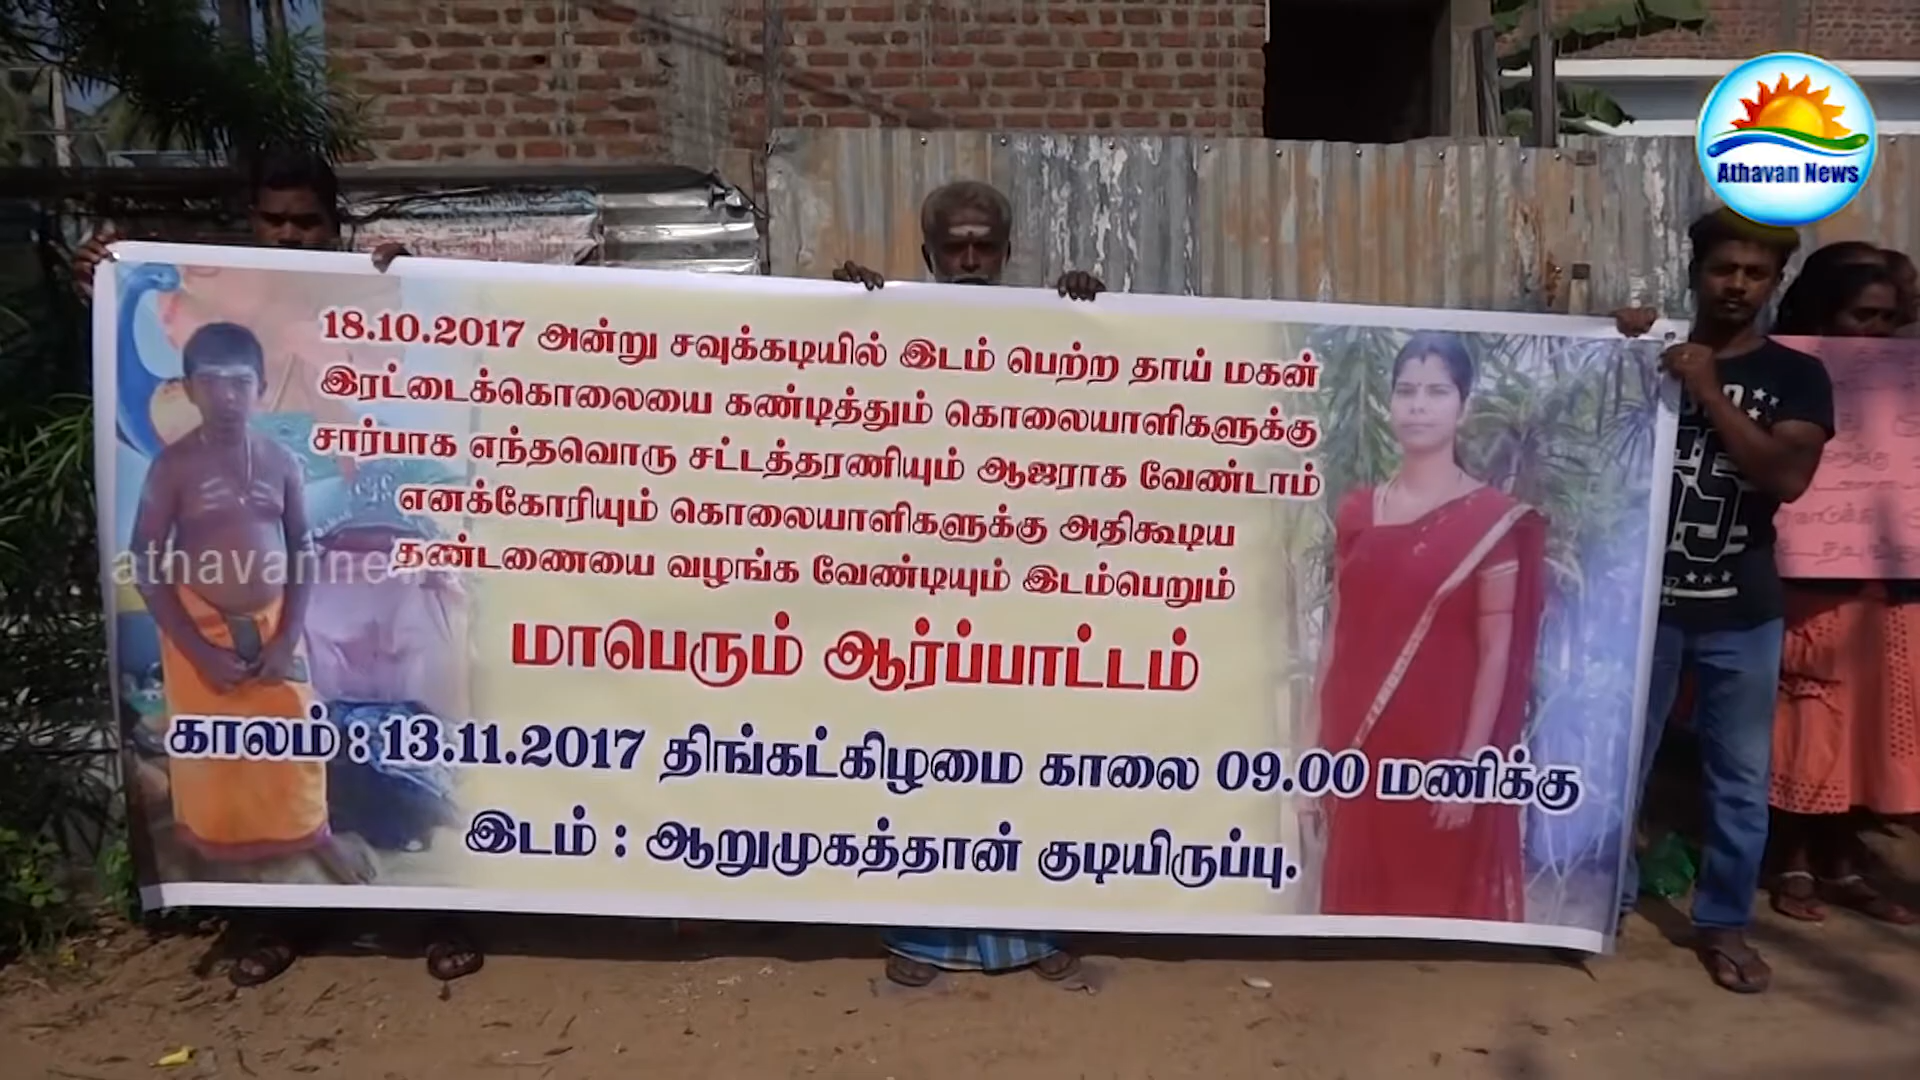 Athavan News
18.10.2017 அன்று சவுக்கடியில் இடம் பெற்ற தாய் மகன்
இரட்டைக்கொலையை கண்டித்தும் கொலையாளிகளுக்கு
சார்பாக எந்தவொரு சட்டத்தரணியும் ஆஜராக வேண்டாம்
எனக்கோரியும் கொலையாளிகளுக்கு அதிகூடிய
தண்டணையை வழங்க வேண்டியும் இடம்பெறும்
athavannews
மாபெரும் ஆர்ப்பாட்டம்
காலம் : 13.11.2017 திங்கட்கிழமை காலை 09.00 மணிக்கு
இடம் : ஆறுமுகத்தான் குடியிருப்பு.